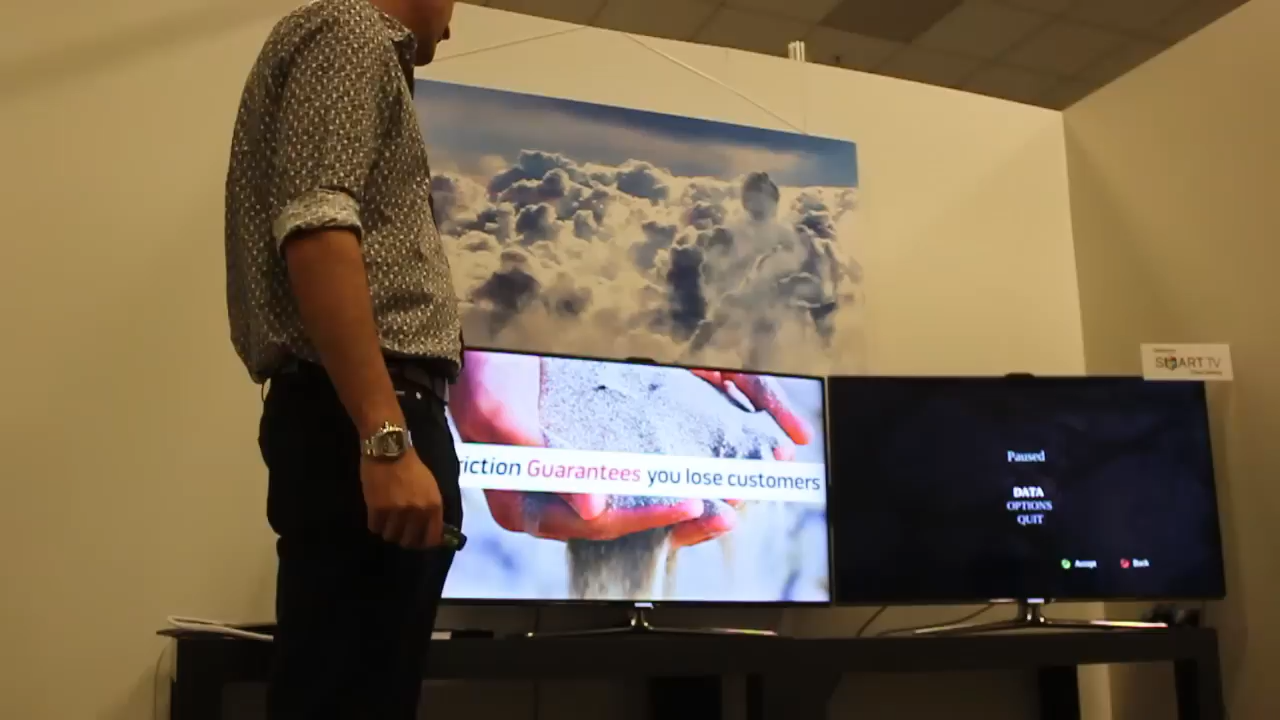 riction Guarantees you lose customers
SMART TV
Paused
DATA
OPTIONS
QUIT
Accept
Back